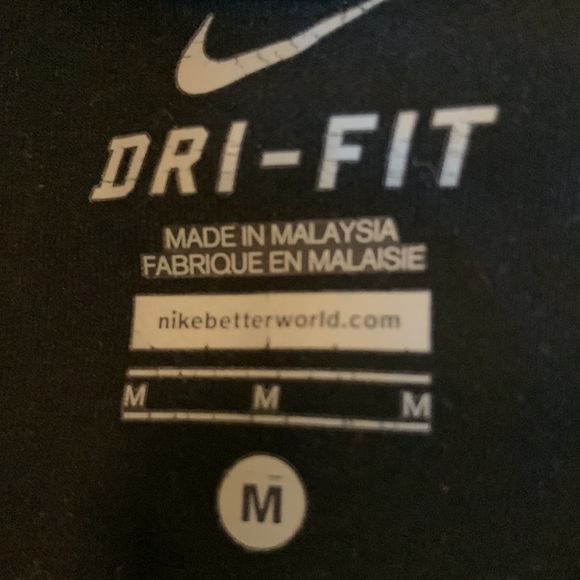 DRI-FIT
MADE IN MALAYSIA
FABRIQUE EN MALAISIE
nikebetterworld.com
M M M
M